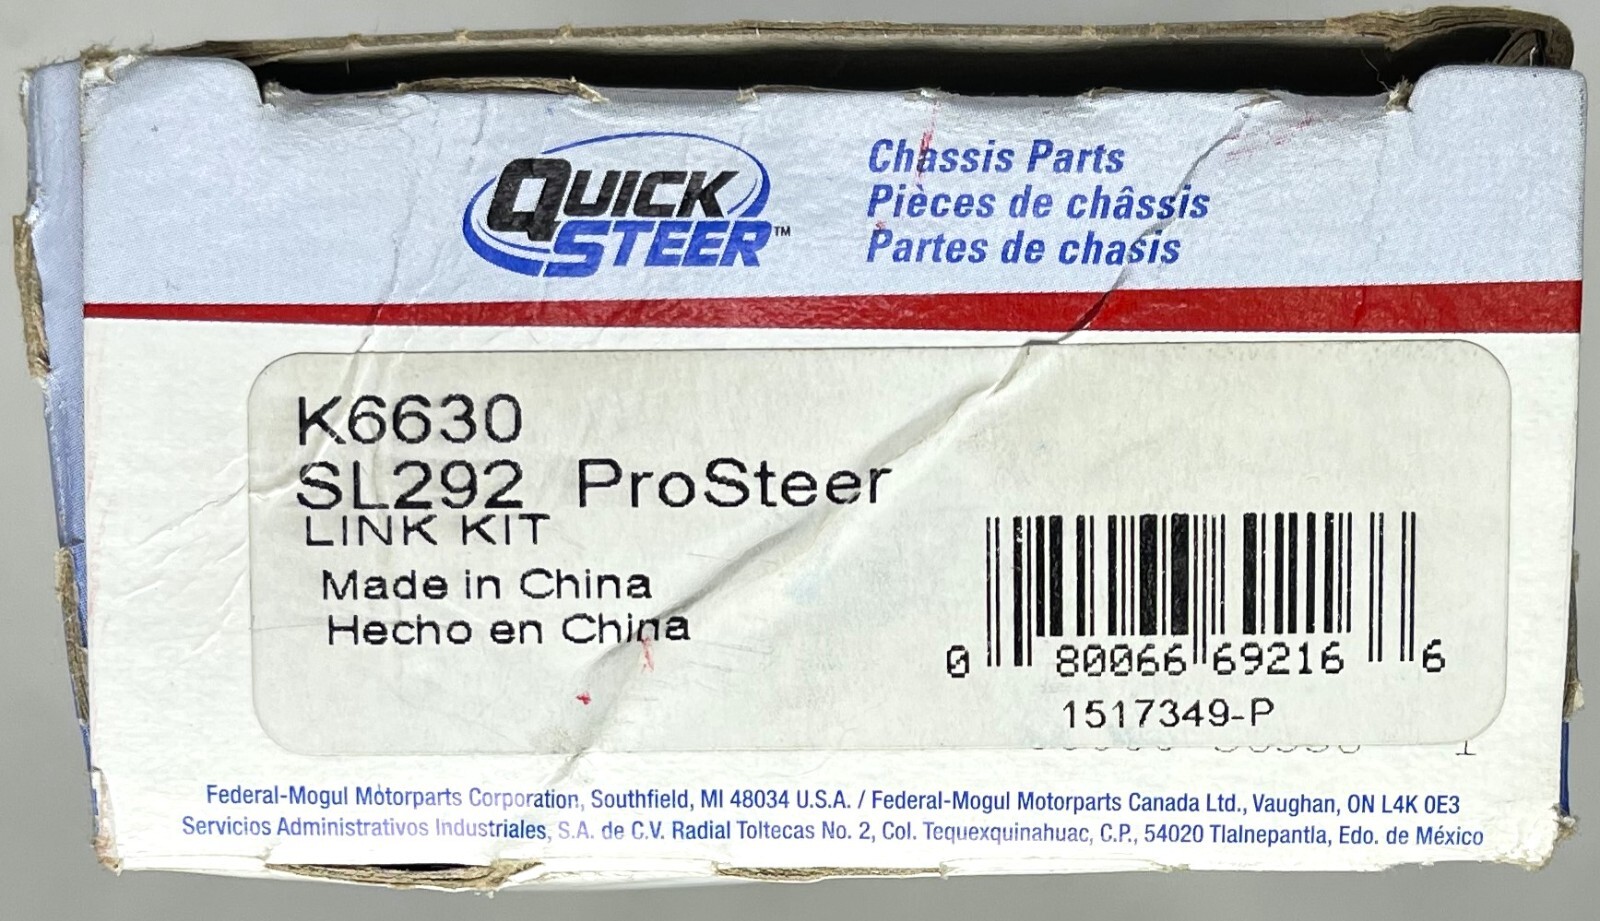 QUICK
STEER™
Chassis Parts
Pièces de châssis
Partes de chasis
K6630
SL292 ProSteer
LINK KIT
Made in China
Hecho en China
0 80066 69216 6
1517349-P
Federal-Mogul Motorparts Corporation, Southfield, MI 48034 U.S.A. / Federal-Mogul Motorparts Canada Ltd., Vaughan, ON L4K 0E3
Servicios Administrativos Industriales, S.A. de C.V. Radial Toltecas No. 2, Col. Tequexquinahuac, C.P., 54020 Tlalnepantla, Edo. de México